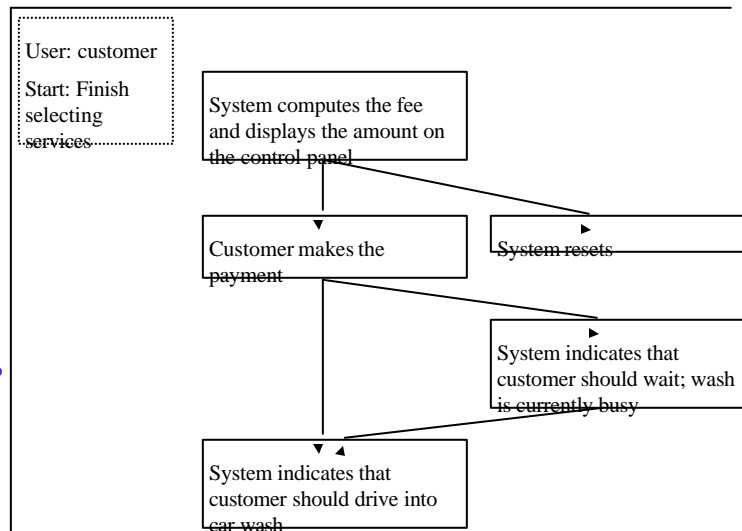 User: customer
Start: Finish
selecting
services
System computes the fee
and displays the amount on
the control panel
Customer makes the
payment
System resets
System indicates that
customer should wait; wash
is currently busy
System indicates that
customer should drive into
car wash